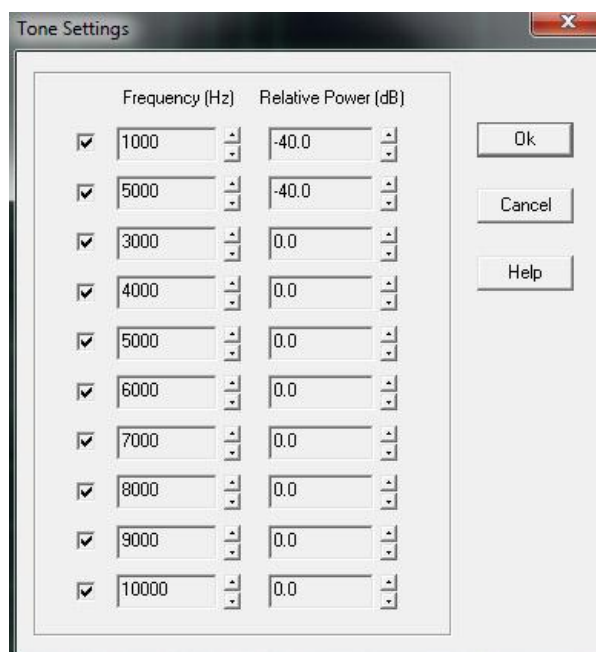 Tone Settings
Frequency (Hz) Relative Power (dB)
1000 -40.0 Ok
5000 -40.0 Cancel
3000 0.0 Help
4000 0.0
5000 0.0
6000 0.0
7000 0.0
8000 0.0
9000 0.0
10000 0.0